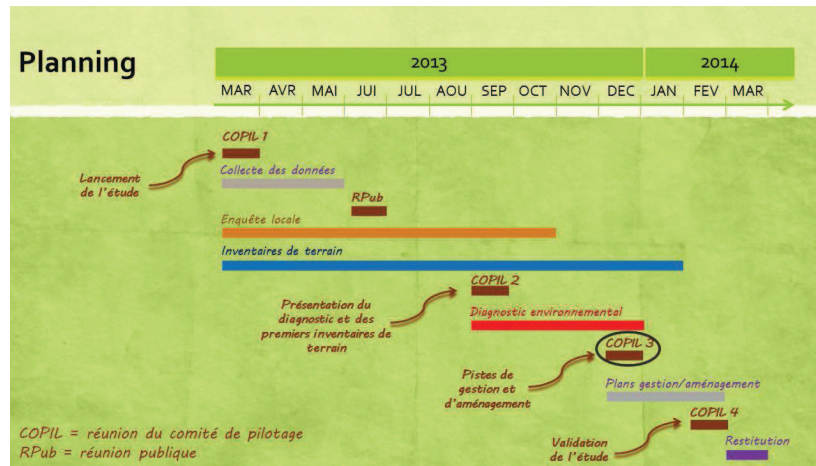 Planning
2013
2014
MAR AVR MAI JUI JUL AOU SEP OCT NOV DEC JAN FEV MAR
COPIL 1
Lancement
de l'étude
Collecte des données
RPub
Enquête locale
Inventaires de terrain
COPIL 2
Présentation du
diagnostic et des
premiers inventaires de
terrain
Diagnostic environnemental
COPIL 3
Pistes de
gestion et
d'aménagement
Plans gestion/aménagement
COPIL 4
Validation
de l'étude
Restitution
COPIL = réunion du comité de pilotage
RPub = réunion publique